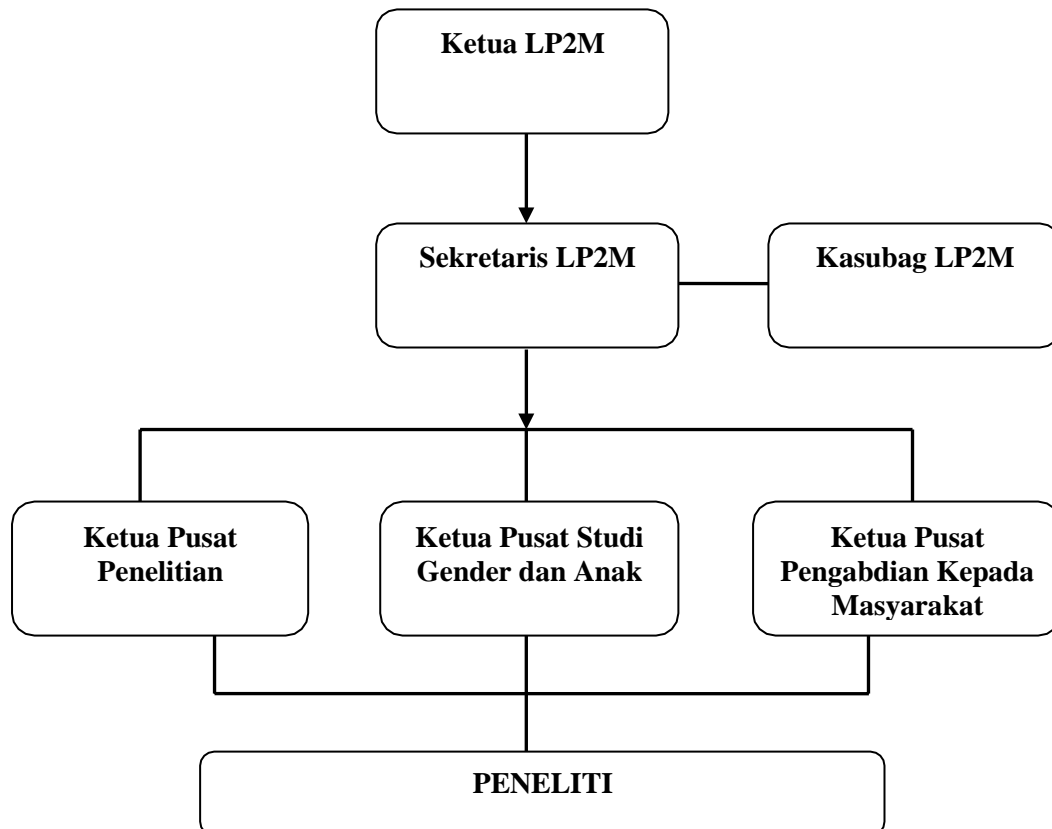 Ketua LP2M
Sekretaris LP2M
Kasubag LP2M
Ketua Pusat
Penelitian
Ketua Pusat Studi
Gender dan Anak
Ketua Pusat
Pengabdian Kepada
Masyarakat
PENELITI